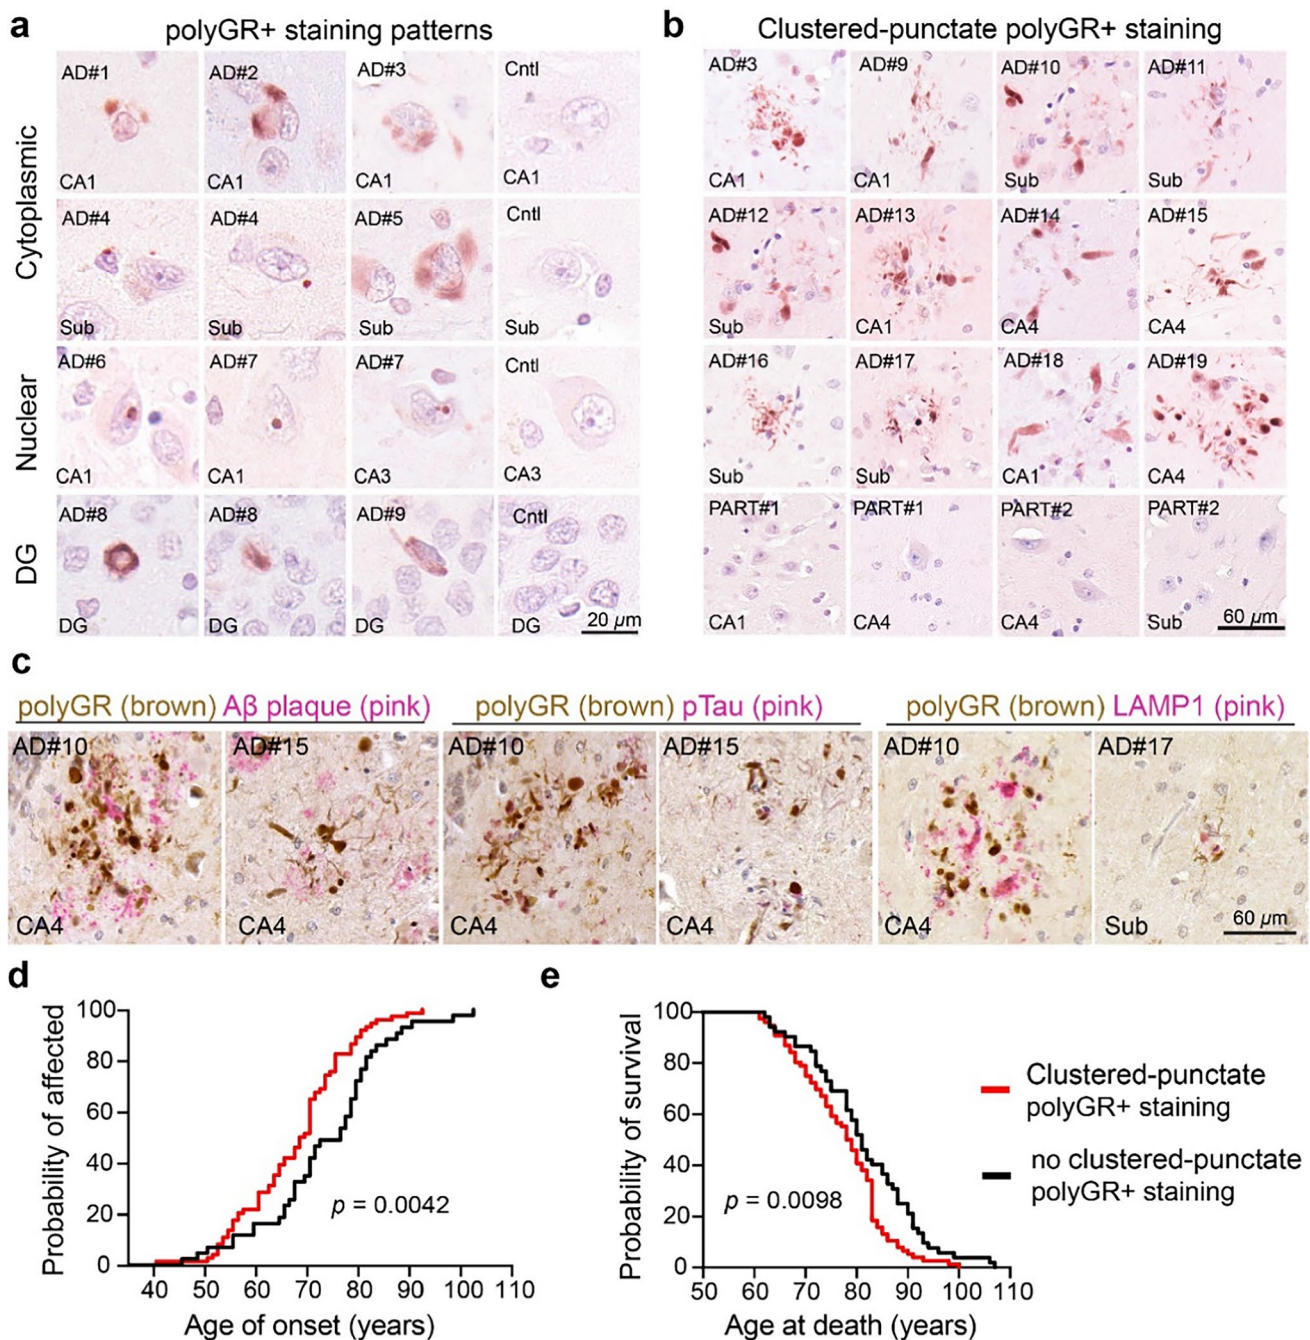 a
polyGR+ staining patterns
Cytoplasmic
AD#1
CA1
AD#2
CA1
AD#3
CA1
Cntl
CA1
AD#4
Sub
AD#4
Sub
AD#5
Sub
Cntl
Sub
Nuclear
AD#6
CA1
AD#7
CA1
AD#7
CA3
Cntl
CA3
DG
AD#8
DG
AD#8
DG
AD#9
DG
Cntl
DG
20 µm
b
Clustered-punctate polyGR+ staining
AD#3
CA1
AD#9
CA1
AD#10
Sub
AD#11
Sub
AD#12
Sub
AD#13
CA1
AD#14
CA4
AD#15
CA4
AD#16
Sub
AD#17
Sub
AD#18
CA1
AD#19
CA4
PART#1
CA1
PART#1
CA4
PART#2
CA4
PART#2
Sub
60 µm
c
polyGR (brown) Aβ plaque (pink)
AD#10
CA4
AD#15
CA4
polyGR (brown) pTau (pink)
AD#10
CA4
AD#15
CA4
polyGR (brown) LAMP1 (pink)
AD#10
CA4
AD#17
Sub
60 µm
d
Probability of affected
100
80
60
40
20
0
p = 0.0042
40 50 60 70 80 90 100 110
Age of onset (years)
e
Probability of survival
100
80
60
40
20
0
p = 0.0098
50 60 70 80 90 100 110
Age at death (years)
Clustered-punctate
polyGR+ staining
no clustered-punctate
polyGR+ staining